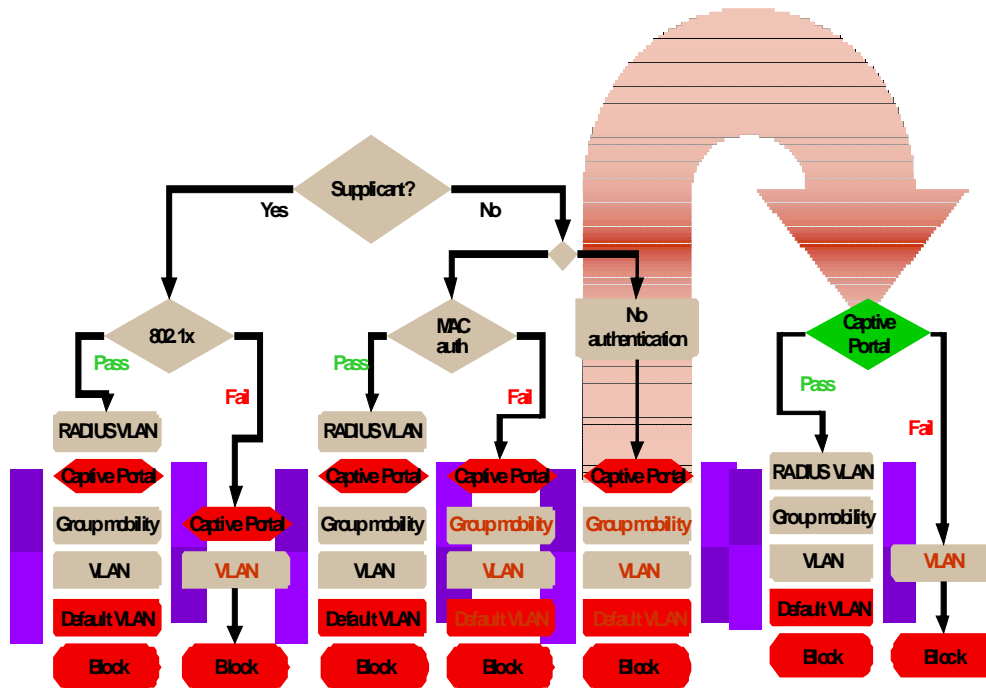 Supplicant?
Yes
No
802.1x
MAC
auth
No
authentication
Captive
Portal
Pass
Fail
Pass
Fail
Pass
Fail
RADIUS VLAN
Captive Portal
Group mobility
VLAN
Default VLAN
Block
Captive Portal
VLAN
Block
RADIUS VLAN
Captive Portal
Group mobility
VLAN
Default VLAN
Block
Captive Portal
Group mobility
VLAN
Default VLAN
Block
Captive Portal
Group mobility
VLAN
Default VLAN
Block
RADIUS VLAN
Group mobility
VLAN
Default VLAN
Block
VLAN
Block